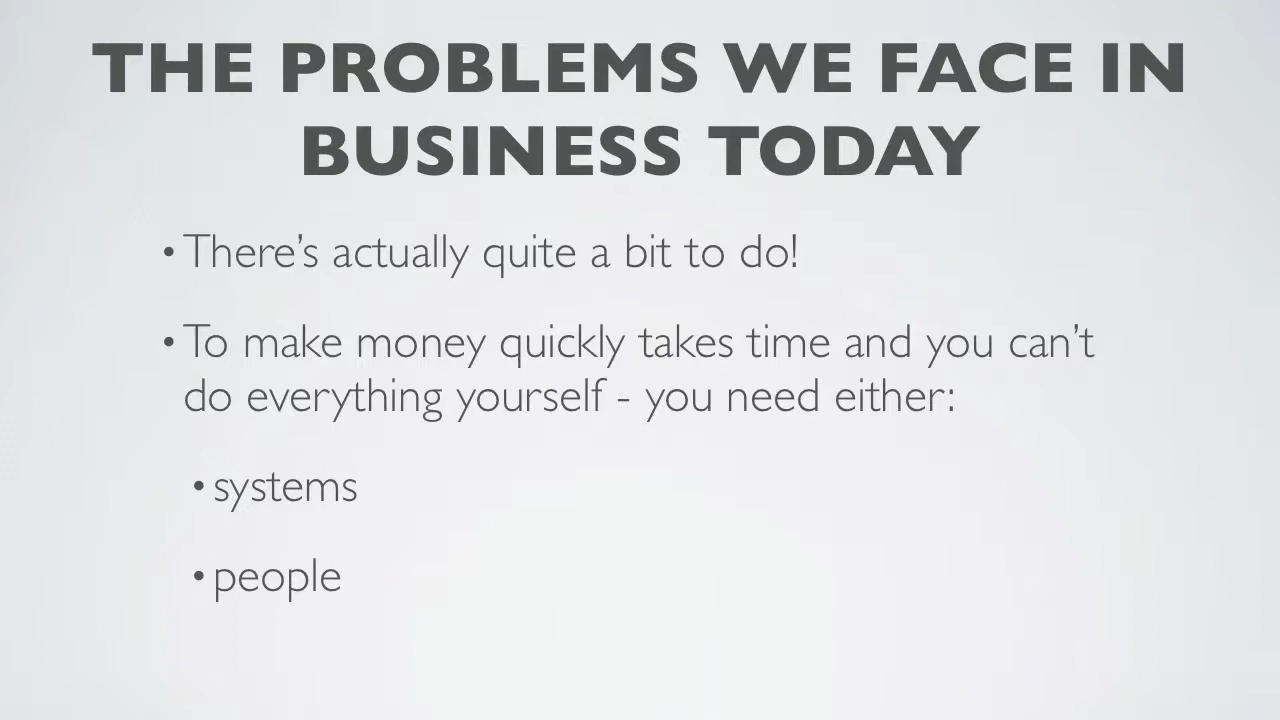 THE PROBLEMS WE FACE IN
BUSINESS TODAY
• There’s actually quite a bit to do!
• To make money quickly takes time and you can’t
do everything yourself - you need either:
• systems
• people